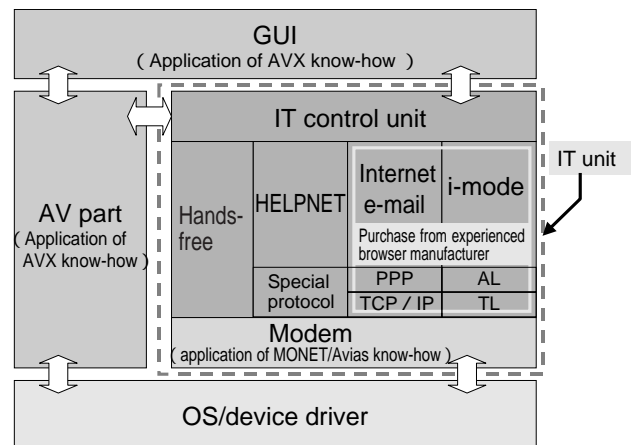 GUI
( Application of AVX know-how )
IT control unit
IT unit
AV part
( Application of
AVX know-how )
Hands-
free
HELPNET
Internet
e-mail
i-mode
Purchase from experienced
browser manufacturer
Special
protocol
PPP
AL
TCP / IP
TL
Modem
( application of MONET/Avias know-how )
OS/device driver